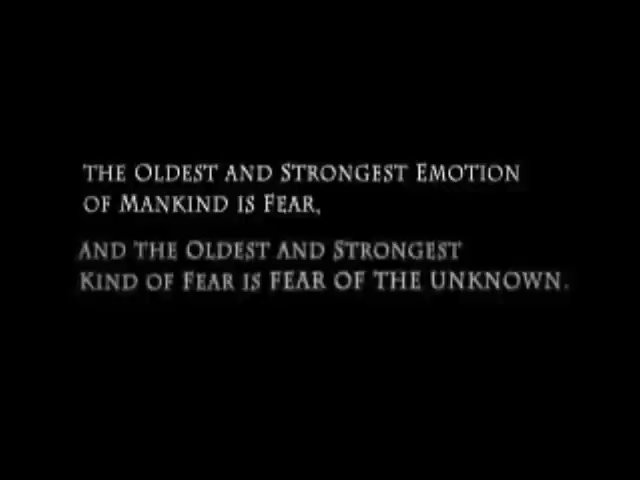 THE OLDEST AND STRONGEST EMOTION
OF MANKIND IS FEAR,
AND THE OLDEST AND STRONGEST
KIND OF FEAR IS FEAR OF THE UNKNOWN.